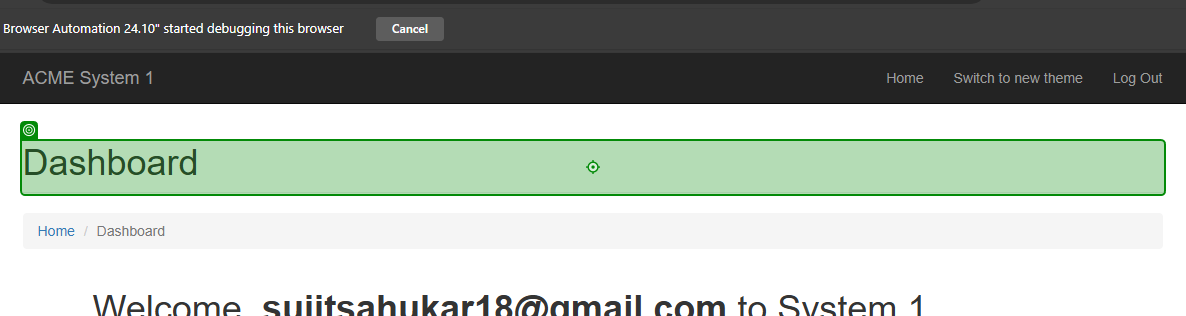 Browser Automation 24.10" started debugging this browser Cancel
ACME System 1 Home Switch to new theme Log Out
Dashboard
Home / Dashboard
Welcome, sujitsahukar18@gmail.com to System 1